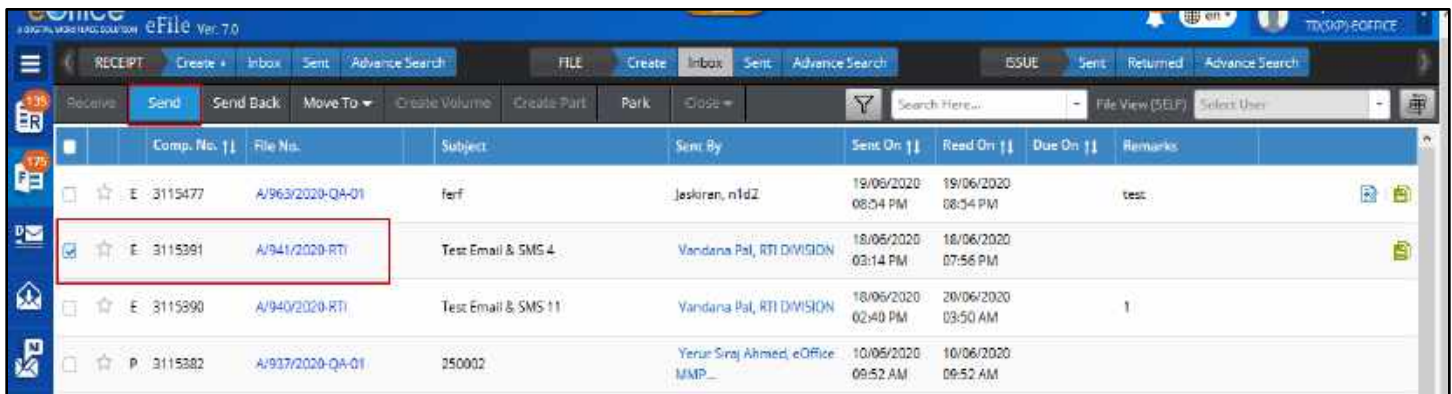 eOffice
A DIGITAL WORKPLACE SOLUTION eFile Ver. 7.0
en
TD(SKP)-EOFFICE
RECEIPT Create Inbox Sent Advance Search FILE Create Inbox Sent Advance Search ISSUE Sent Returned Advance Search
135
Receive Send Send Back Move To Create Volume Create Part Park Close Search Here... File View (SELF) Select User
175
Comp. No. File No. Subject Sent By Sent On Read On Due On Remarks
E 3115477 A/963/2020-QA-01 ferf Jaskiran, n1d2 19/06/2020 08:54 PM 19/06/2020 08:54 PM test
E 3115391 A/941/2020-RTI Test Email & SMS 4 Vandana Pal, RTI DIVISION 18/06/2020 03:14 PM 18/06/2020 07:56 PM
E 3115390 A/940/2020-RTI Test Email & SMS 11 Vandana Pal, RTI DIVISION 18/06/2020 02:40 PM 20/06/2020 03:50 AM 1
P 3115382 A/937/2020-QA-01 250002 Yerur Siraj Ahmed, eOffice MMP... 10/06/2020 09:52 AM 10/06/2020 09:52 AM